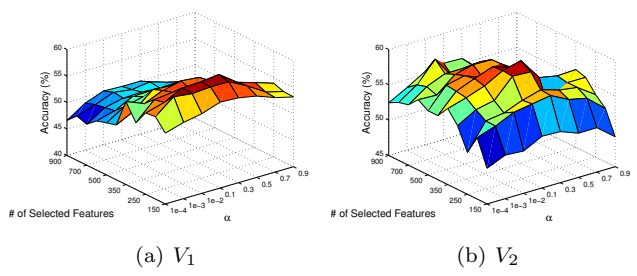 60
55
50
45
40
Accuracy (%)
900
700
500
350
250
150
# of Selected Features
1e−4
1e−3
1e−2
0.1
0.3
0.5
0.7
0.9
α
(a) V1
60
55
50
45
40
Accuracy (%)
900
700
500
350
250
150
# of Selected Features
1e−4
1e−3
1e−2
0.1
0.3
0.5
0.7
0.9
α
(b) V2